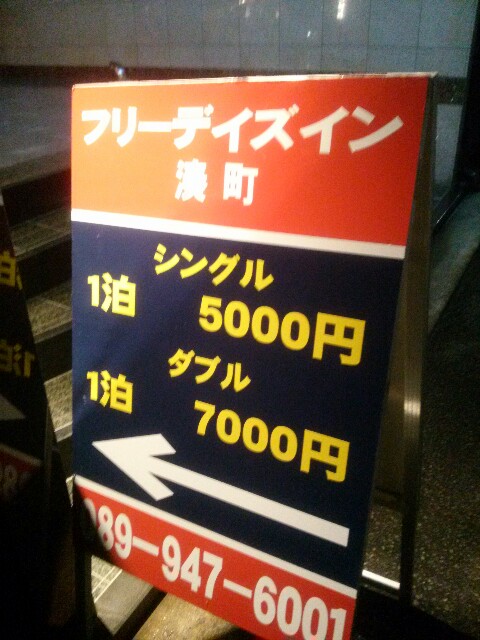 フリーデイズイン
湊町
シングル
1泊 5000円
ダブル
1泊 7000円
089-947-6001